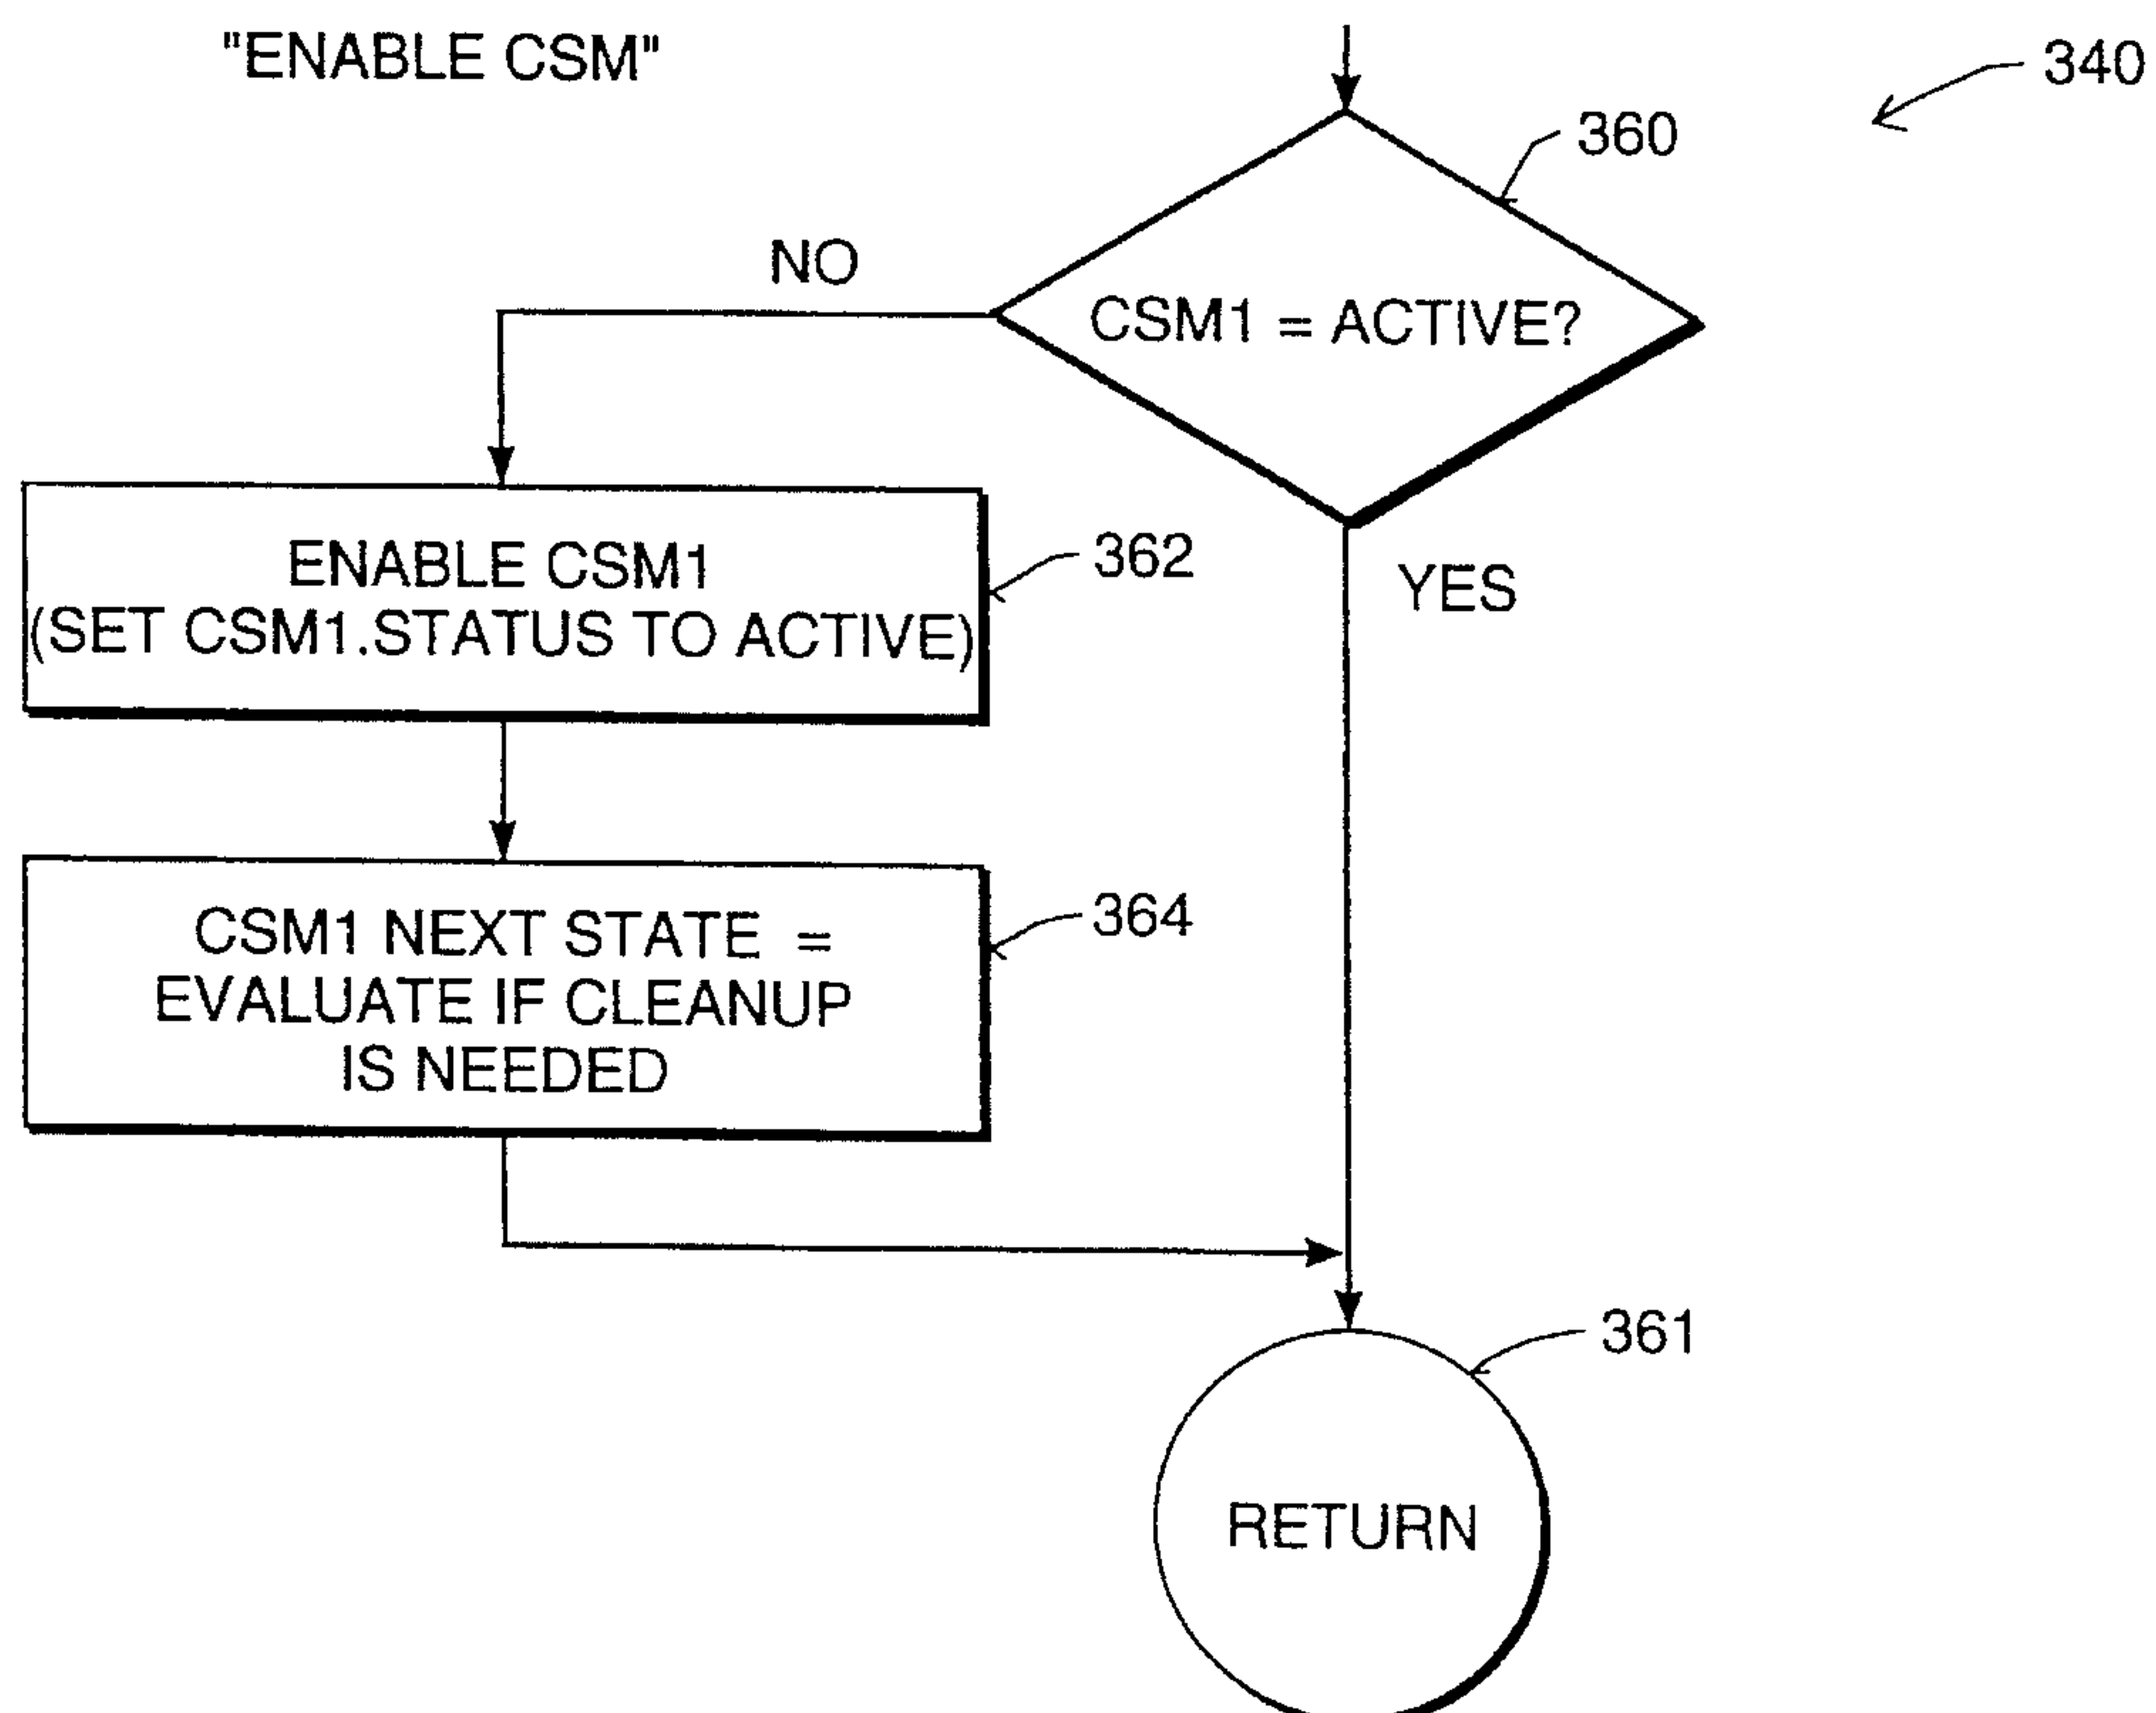 "ENABLE CSM"
340
360
NO
CSM1 = ACTIVE?
362
ENABLE CSM1
(SET CSM1.STATUS TO ACTIVE)
YES
364
CSM1 NEXT STATE =
EVALUATE IF CLEANUP
IS NEEDED
361
RETURN